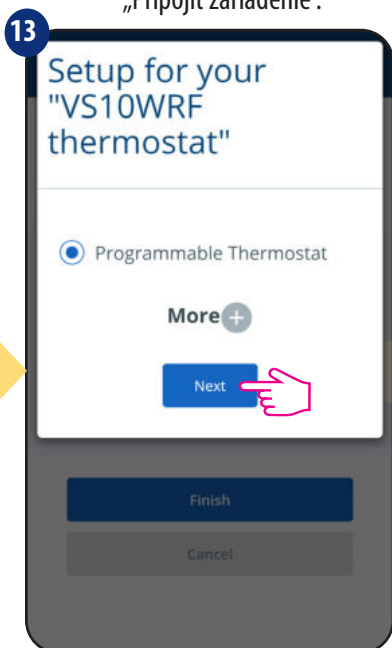 „Pripojiť zariadenie“.
13
Setup for your
"VS10WRF
thermostat"
Programmable Thermostat
More +
Next
Finish
Cancel